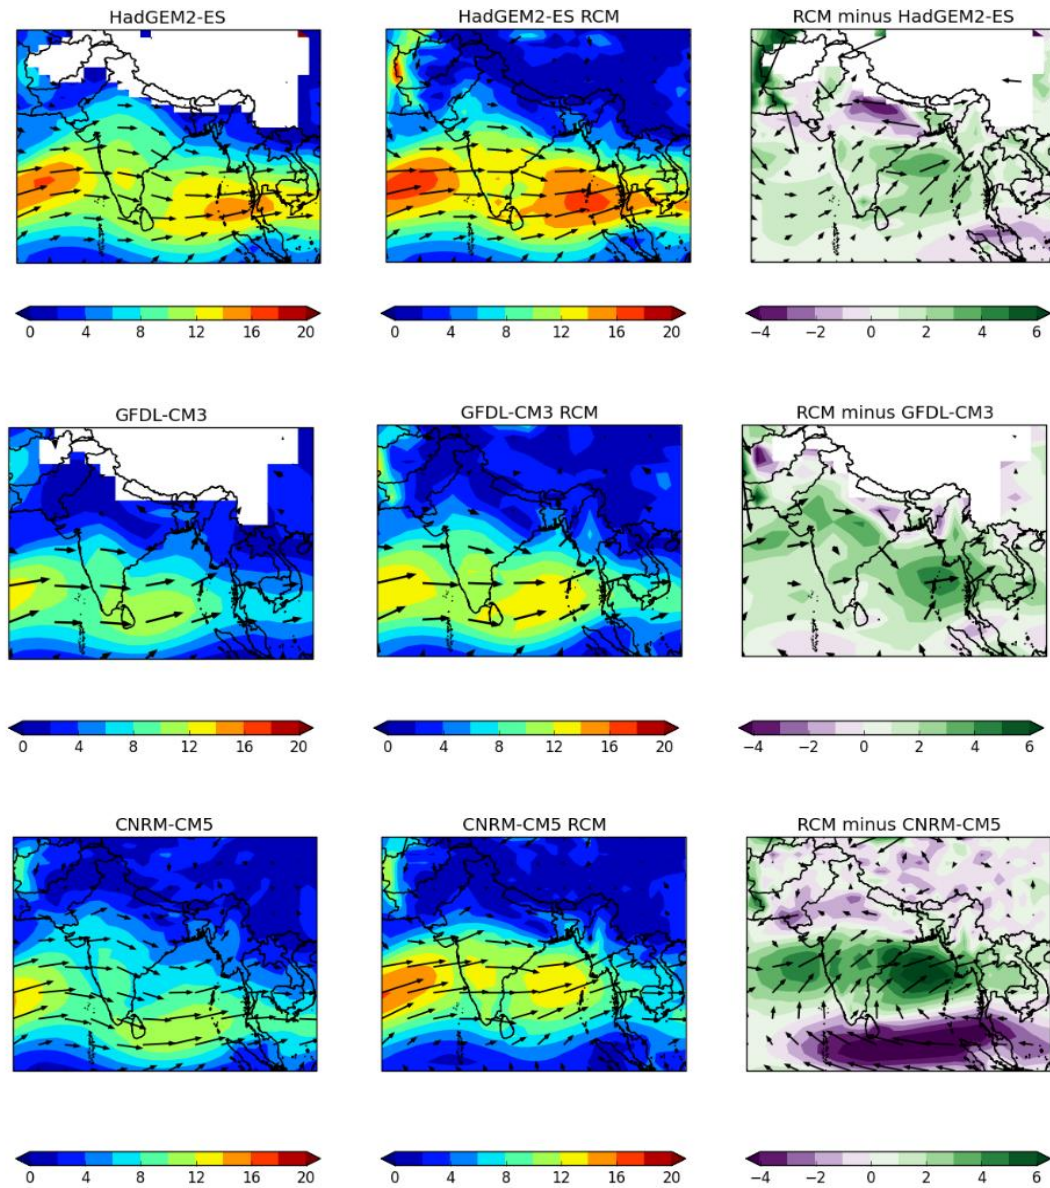 HadGEM2-ES
HadGEM2-ES RCM
RCM minus HadGEM2-ES
0 4 8 12 16 20
0 4 8 12 16 20
−4 −2 0 2 4 6
GFDL-CM3
GFDL-CM3 RCM
RCM minus GFDL-CM3
0 4 8 12 16 20
0 4 8 12 16 20
−4 −2 0 2 4 6
CNRM-CM5
CNRM-CM5 RCM
RCM minus CNRM-CM5
0 4 8 12 16 20
0 4 8 12 16 20
−4 −2 0 2 4 6